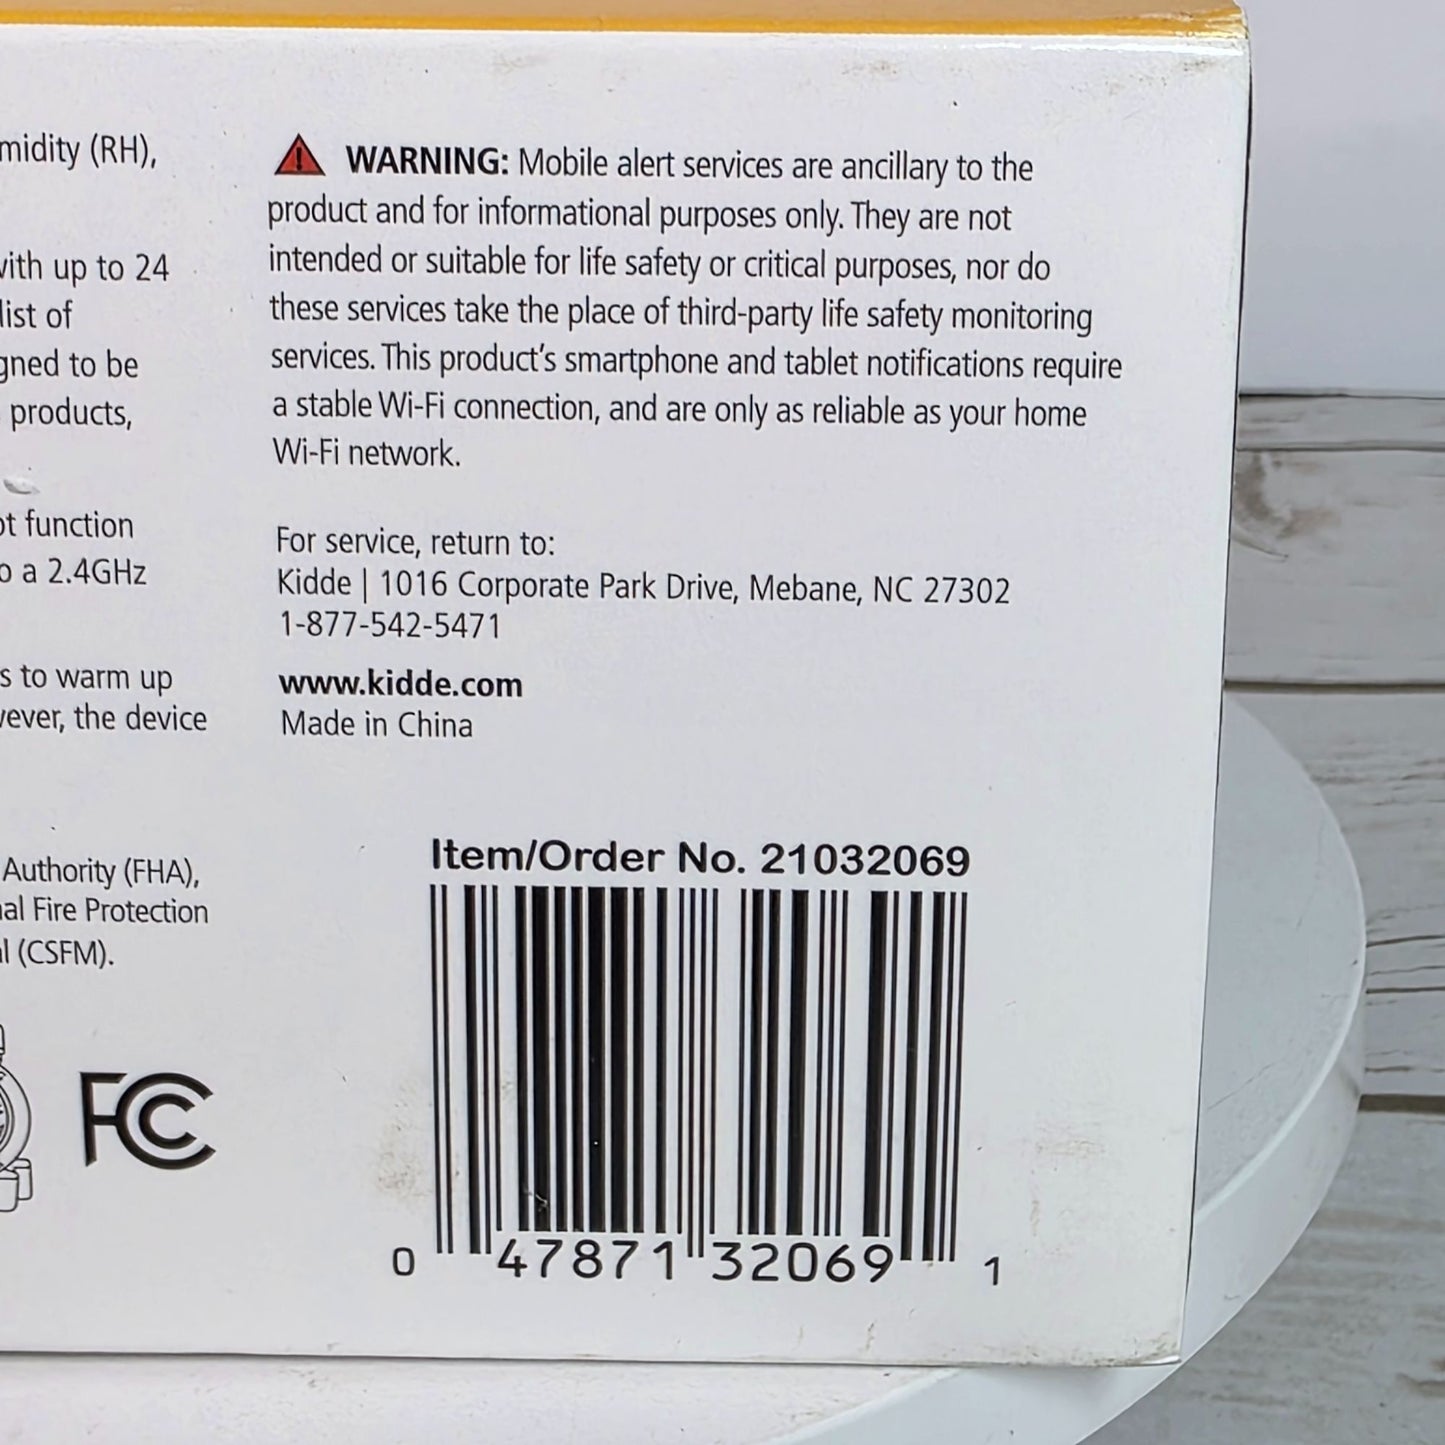 midity (RH),
with up to 24
list of
gned to be
products,
ot function
o a 2.4GHz
s to warm up
vever, the device
Authority (FHA),
nal Fire Protection
al (CSFM).
FC
WARNING: Mobile alert services are ancillary to the
product and for informational purposes only. They are not
intended or suitable for life safety or critical purposes, nor do
these services take the place of third-party life safety monitoring
services. This product's smartphone and tablet notifications require
a stable Wi-Fi connection, and are only as reliable as your home
Wi-Fi network.
For service, return to:
Kidde | 1016 Corporate Park Drive, Mebane, NC 27302
1-877-542-5471
www.kidde.com
Made in China
Item/Order No. 21032069
0 47871 32069 1